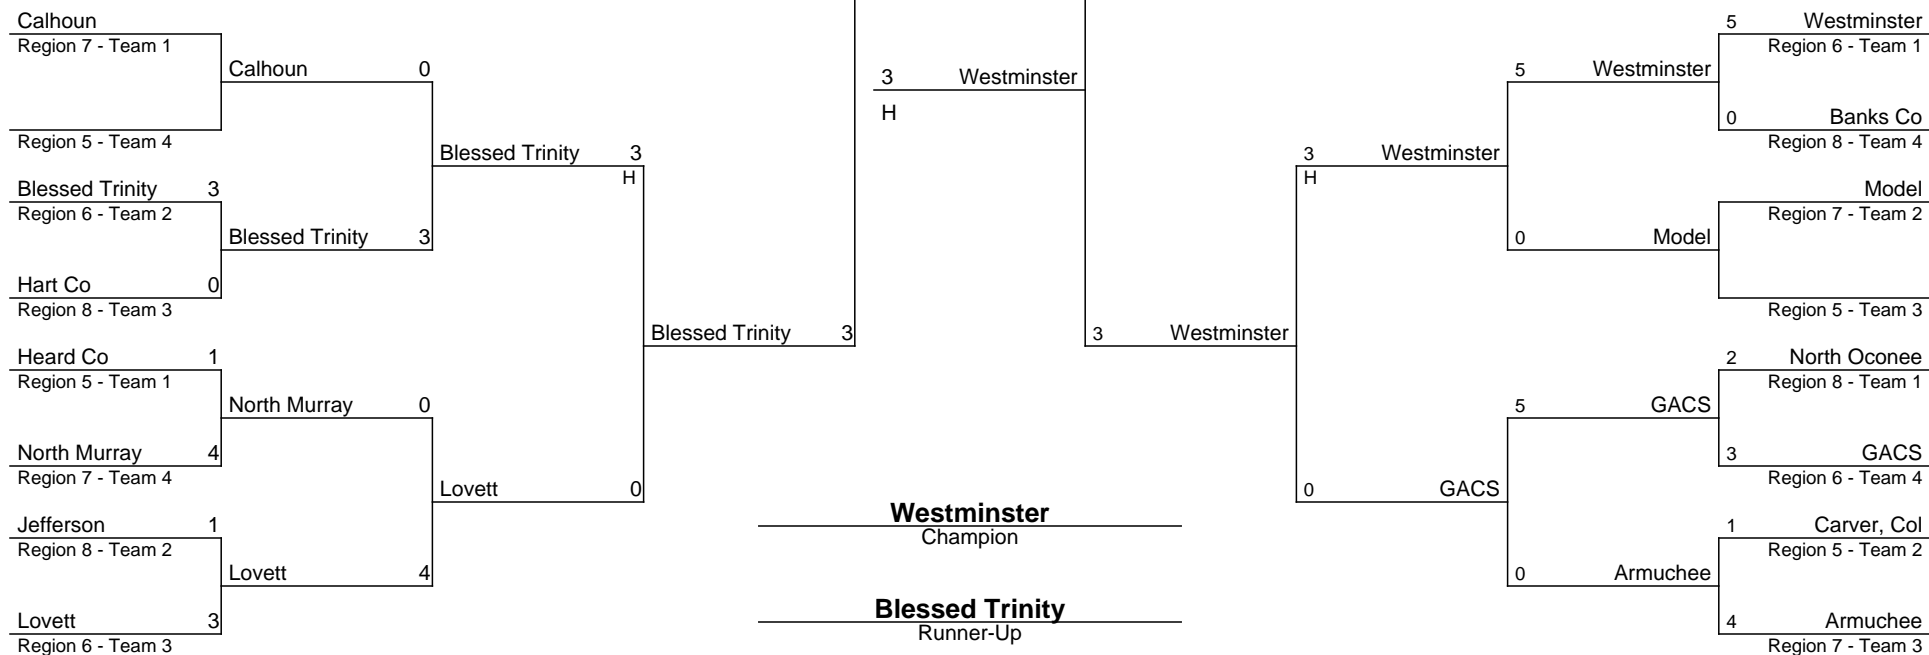 Calhoun
Region 7 - Team 1
Calhoun 0
Region 5 - Team 4
Blessed Trinity 3
H
Blessed Trinity 3
Region 6 - Team 2
Blessed Trinity 3
Hart Co 0
Region 8 - Team 3
Blessed Trinity 3
Heard Co 1
Region 5 - Team 1
North Murray 0
North Murray 4
Region 7 - Team 4
Lovett 0
Jefferson 1
Region 8 - Team 2
Lovett 4
Lovett 3
Region 6 - Team 3
3 Westminster
H
Westminster
Champion
Blessed Trinity
Runner-Up
5 Westminster
Region 6 - Team 1
5 Westminster
0 Banks Co
Region 8 - Team 4
3 Westminster
H
Model
Region 7 - Team 2
0 Model
Region 5 - Team 3
3 Westminster
2 North Oconee
Region 8 - Team 1
5 GACS
3 GACS
Region 6 - Team 4
0 GACS
1 Carver, Col
Region 5 - Team 2
0 Armuchee
4 Armuchee
Region 7 - Team 3